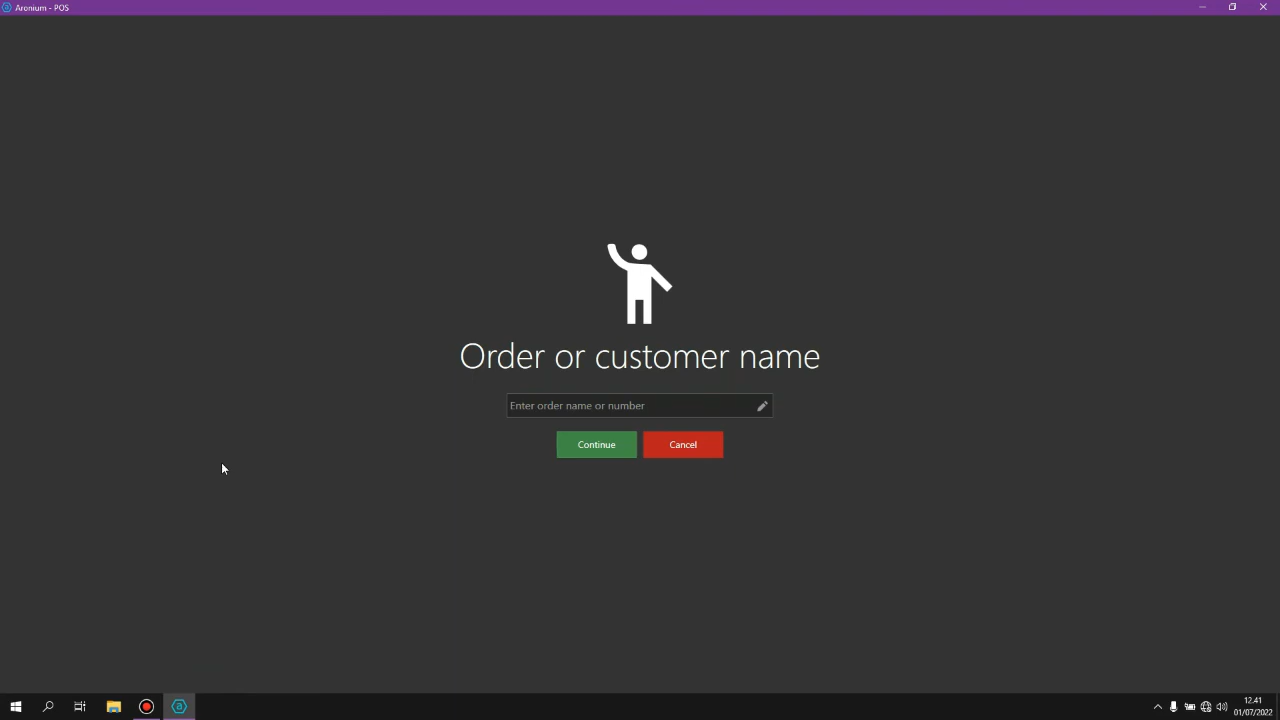 Aronium - POS
Order or customer name
Enter order name or number
Continue
Cancel
12.41
01/07/2022